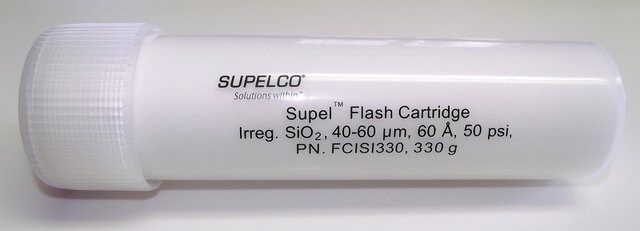 SUPELCO®
Solutions within™
Supel™ Flash Cartridge
Irreg. SiO₂, 40-60 µm, 60 Å, 50 psi,
PN. FCISI330, 330 g